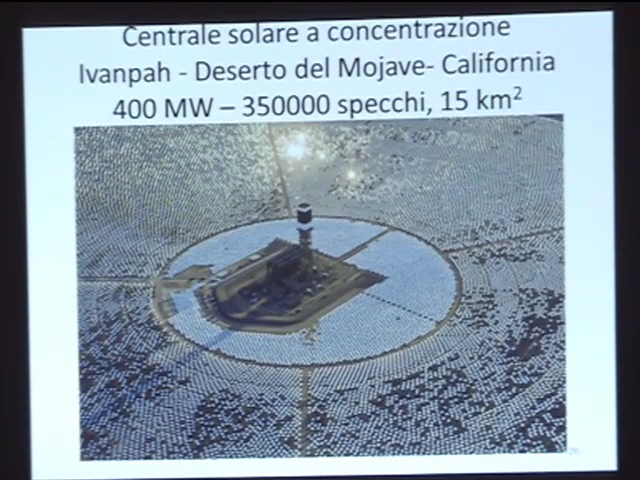 Centrale solare a concentrazione
Ivanpah - Deserto del Mojave- California
400 MW – 350000 specchi, 15 km²